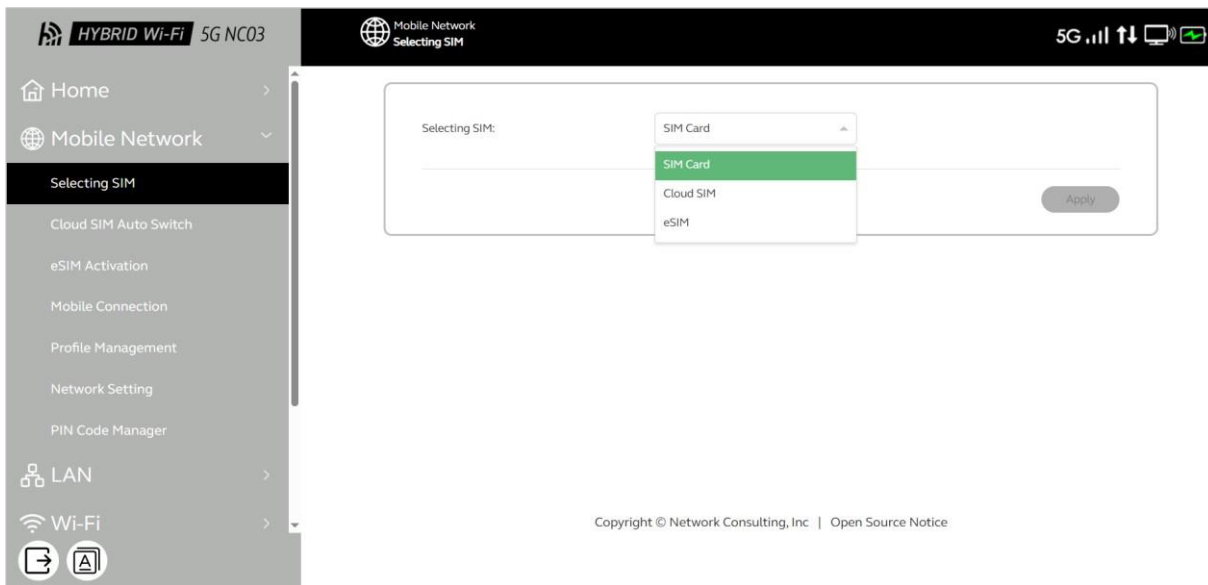 HYBRID Wi-Fi 5G NC03
Mobile Network
Selecting SIM
5G
Home
Mobile Network
Selecting SIM
Cloud SIM Auto Switch
eSIM Activation
Mobile Connection
Profile Management
Network Setting
PIN Code Manager
LAN
Wi-Fi
A
Selecting SIM:
SIM Card
SIM Card
Cloud SIM
eSIM
Apply
Copyright © Network Consulting, Inc | Open Source Notice